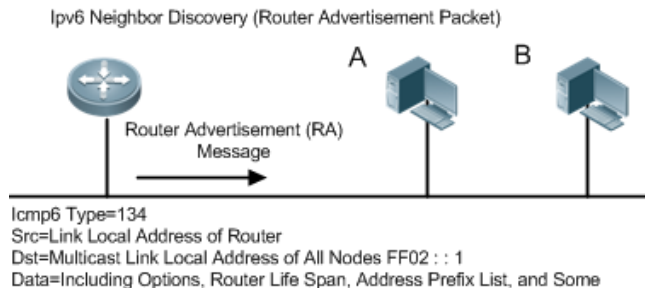 Ipv6 Neighbor Discovery (Router Advertisement Packet)
A
B
Router Advertisement (RA)
Message
Icmp6 Type=134
Src=Link Local Address of Router
Dst=Multicast Link Local Address of All Nodes FF02 : : 1
Data=Including Options, Router Life Span, Address Prefix List, and Some